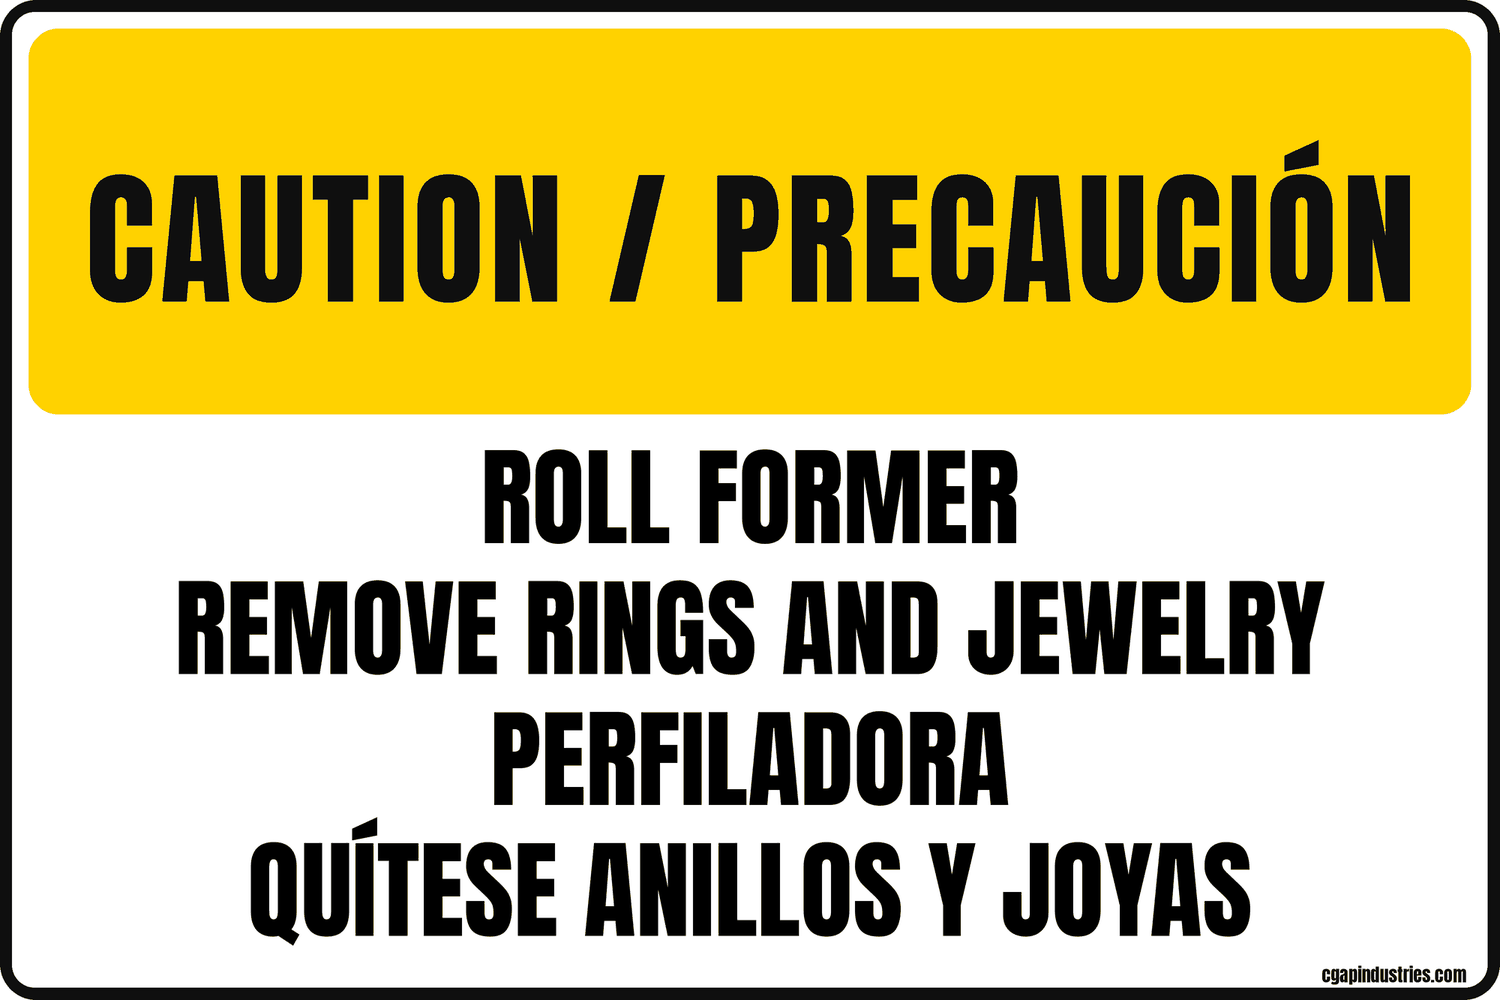 CAUTION / PRECAUCIÓN
ROLL FORMER
REMOVE RINGS AND JEWELRY
PERFILADORA
QUÍTESE ANILLOS Y JOYAS
cgapindustries.com